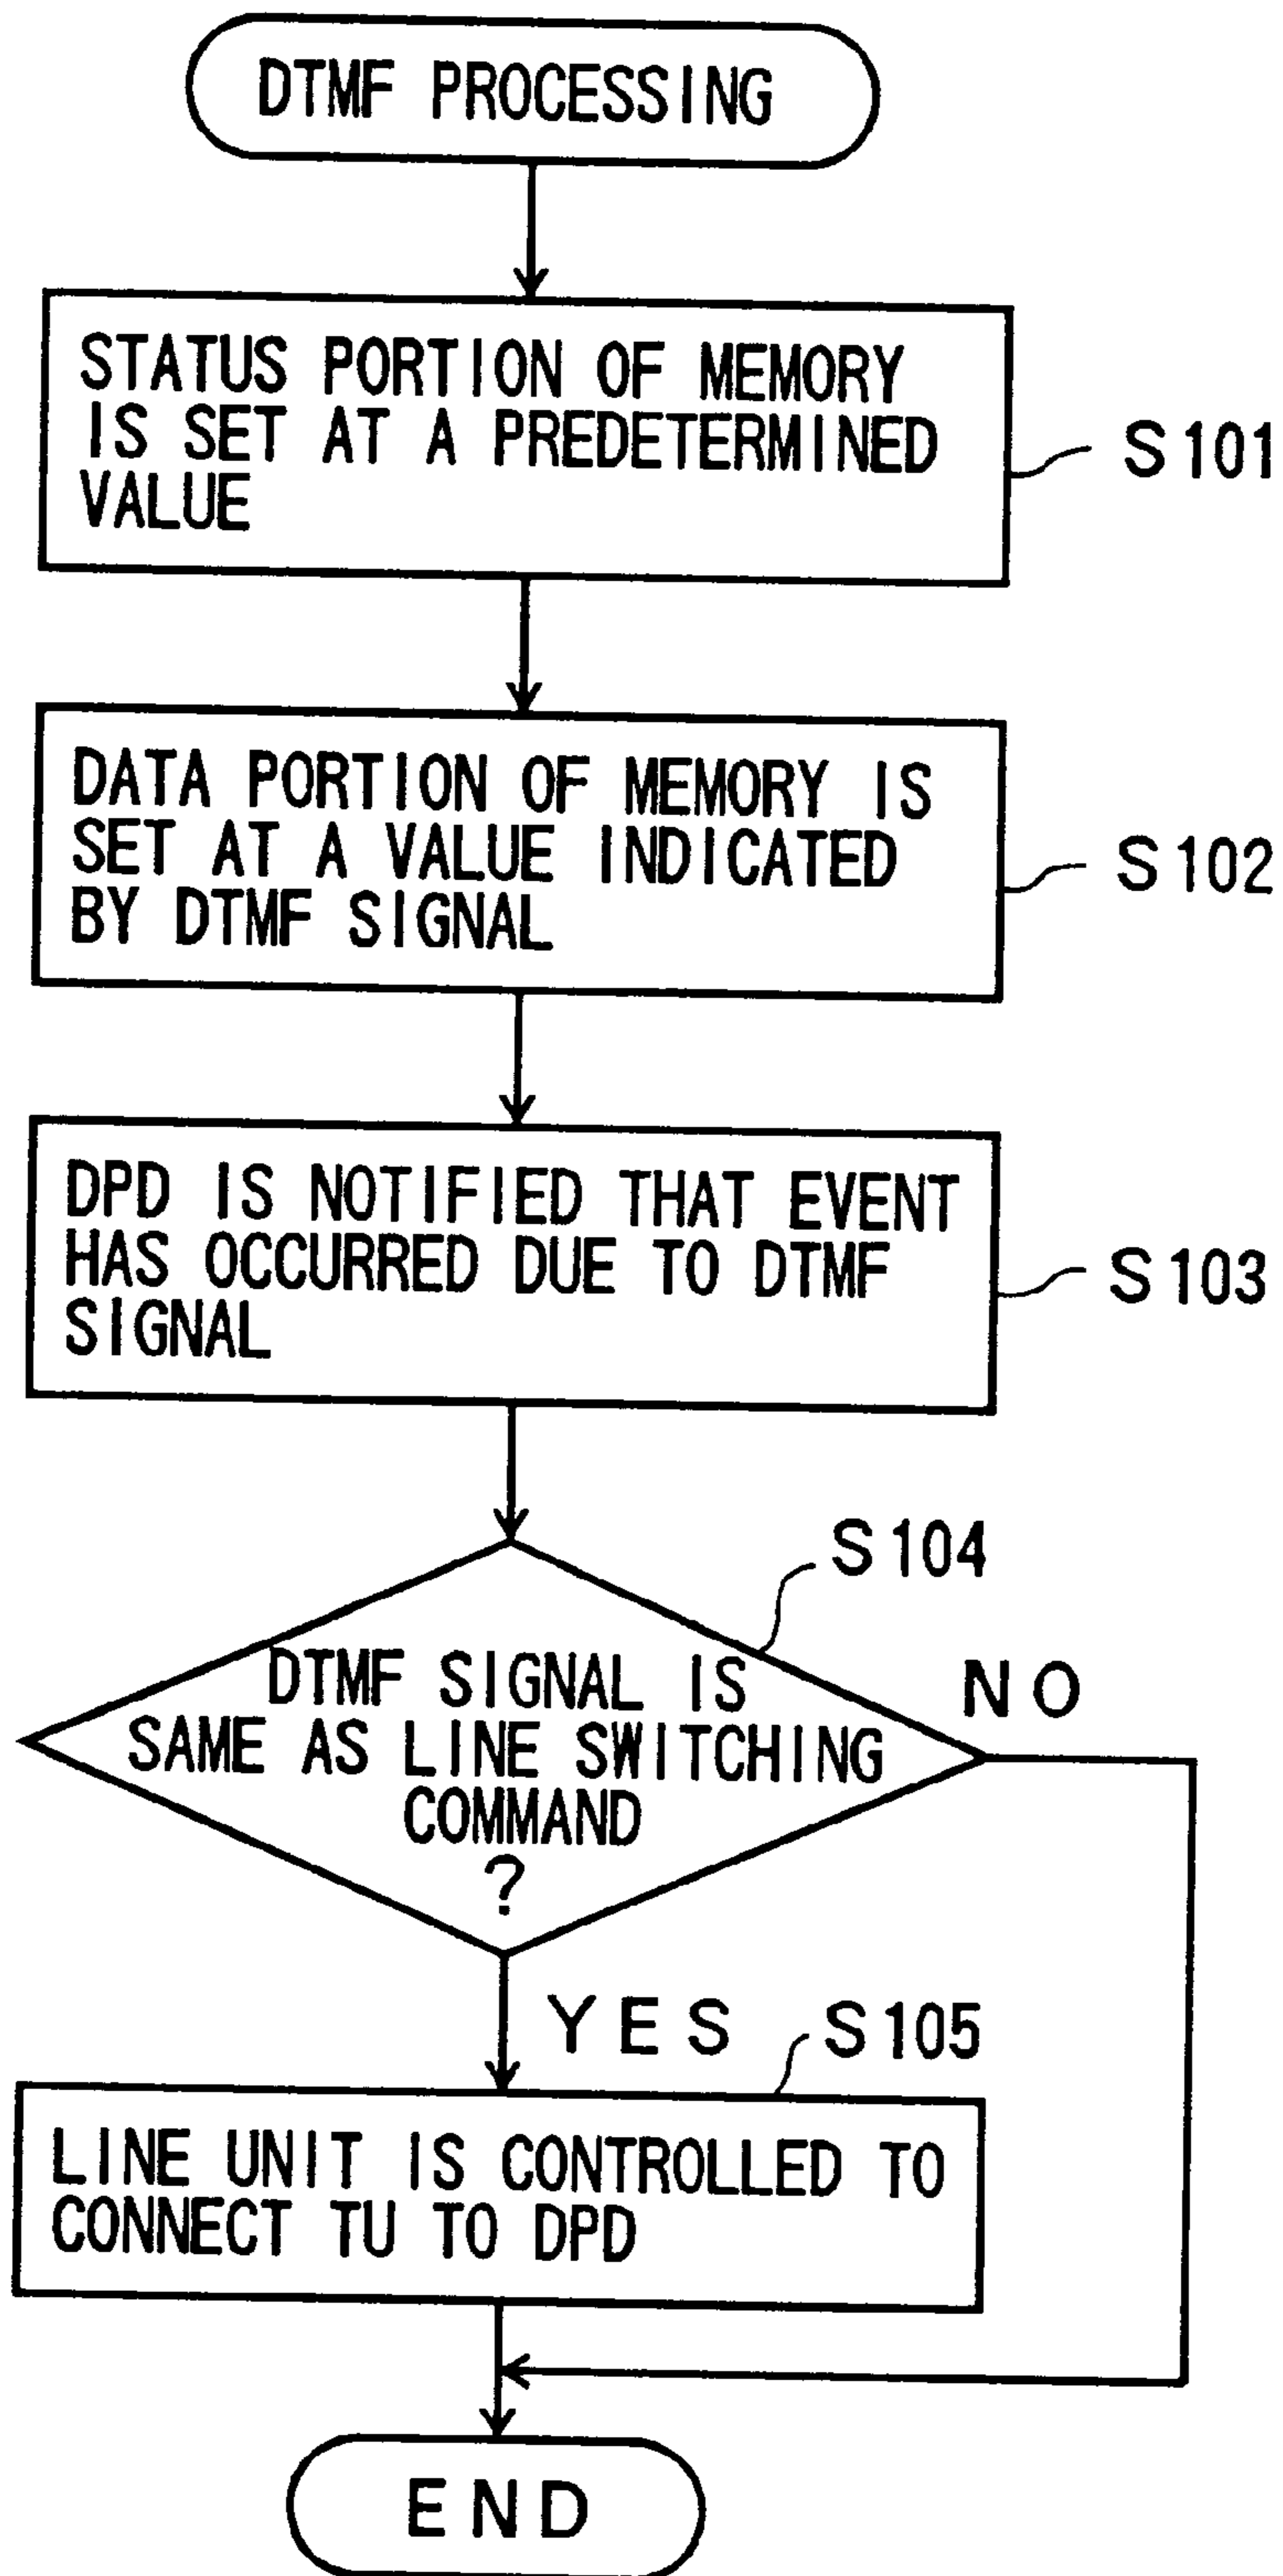 DTMF PROCESSING
STATUS PORTION OF MEMORY
IS SET AT A PREDETERMINED
VALUE
S101
DATA PORTION OF MEMORY IS
SET AT A VALUE INDICATED
BY DTMF SIGNAL
S102
DPD IS NOTIFIED THAT EVENT
HAS OCCURRED DUE TO DTMF
SIGNAL
S103
S104
DTMF SIGNAL IS
SAME AS LINE SWITCHING
COMMAND
?
NO
YES
S105
LINE UNIT IS CONTROLLED TO
CONNECT TU TO DPD
END